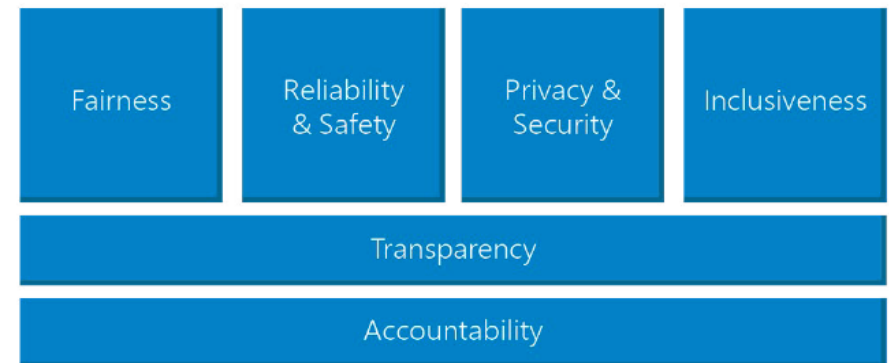 Fairness
Reliability
& Safety
Privacy &
Security
Inclusiveness
Transparency
Accountability